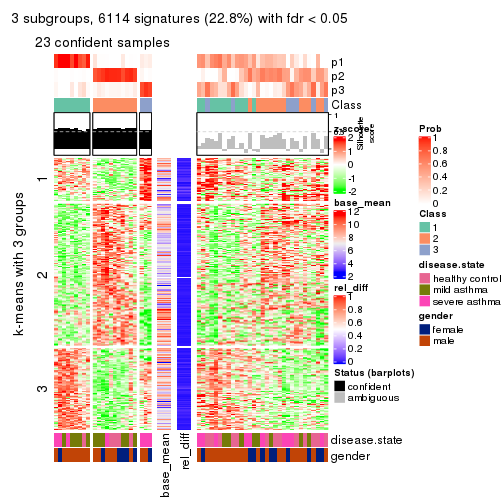 3 subgroups, 6114 signatures (22.8%) with fdr < 0.05
23 confident samples
p1
p2
p3
Class
1
0.5
0
Silhouette
score
k-means with 3 groups
1
2
3
z-score
2
1
0
-1
-2
base_mean
12
10
8
6
4
2
rel_diff
1
0.8
0.6
0.4
0.2
0
Status (barplots)
confident
ambiguous
Prob
1
0.8
0.6
0.4
0.2
0
Class
1
2
3
disease.state
healthy control
mild asthma
severe asthma
gender
female
male
disease.state
gender
base_mean
rel_diff